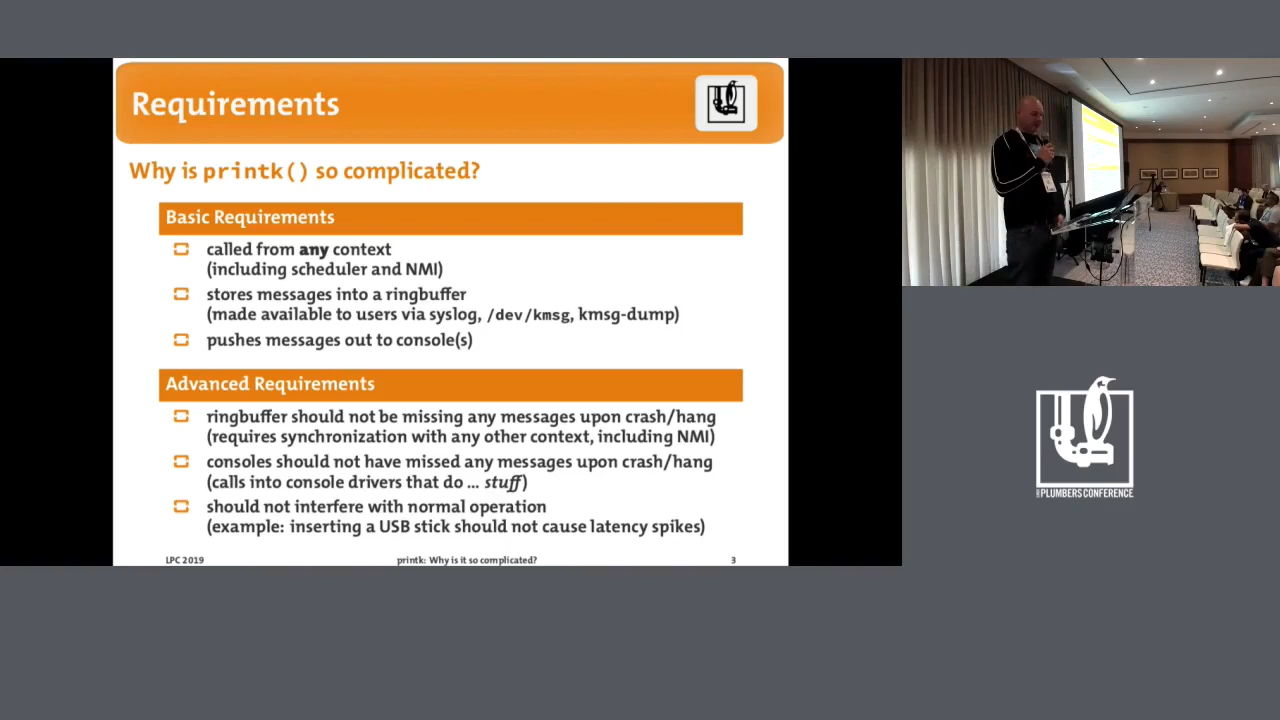 Requirements
Why is printk() so complicated?
Basic Requirements
called from any context
(including scheduler and NMI)
stores messages into a ringbuffer
(made available to users via syslog, /dev/kmsg, kmsg-dump)
pushes messages out to console(s)
Advanced Requirements
ringbuffer should not be missing any messages upon crash/hang
(requires synchronization with any other context, including NMI)
consoles should not have missed any messages upon crash/hang
(calls into console drivers that do ... stuff)
should not interfere with normal operation
(example: inserting a USB stick should not cause latency spikes)
LPC 2019 printk: Why is it so complicated? 3
PLUMBERS CONFERENCE